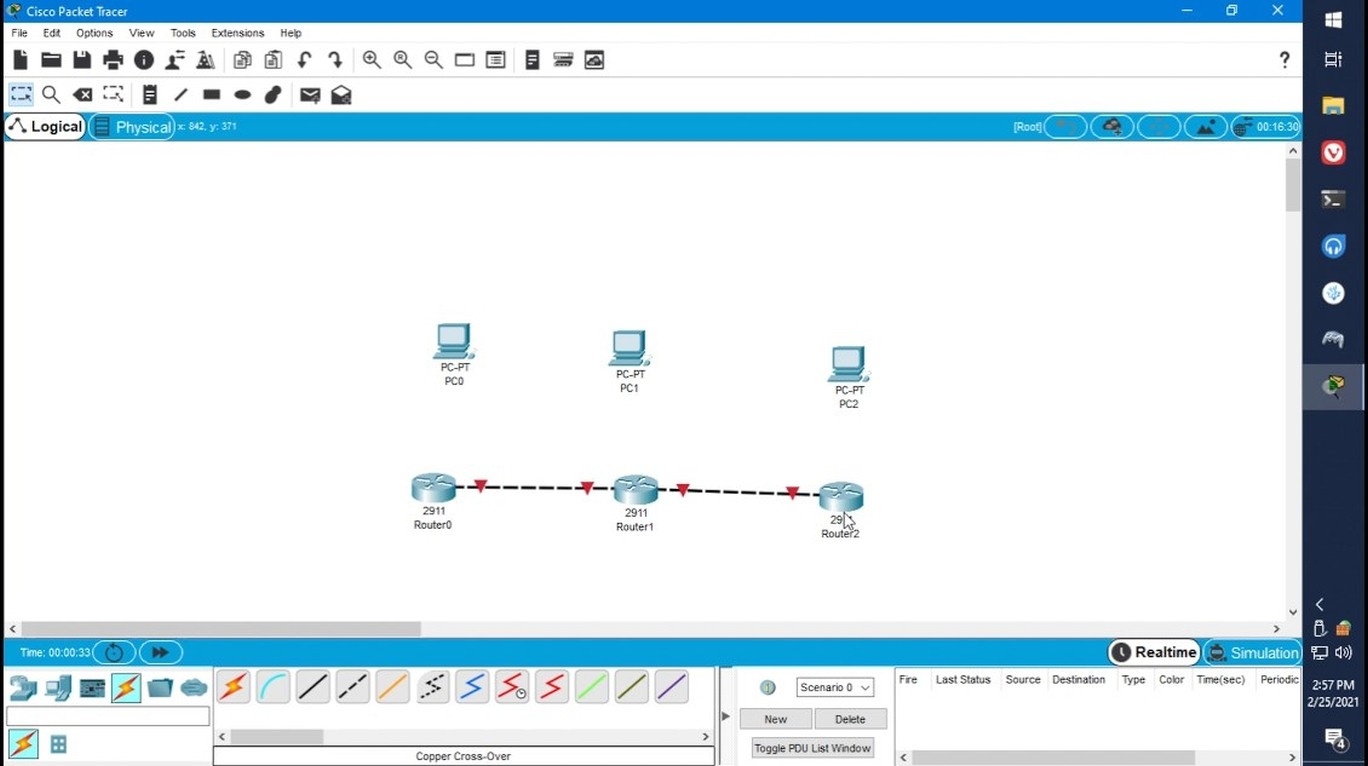 Cisco Packet Tracer
File Edit Options View Tools Extensions Help
?
Logical Physical x: 842, y: 371 [Root] 00:16:30
PC-PT
PC0
PC-PT
PC1
PC-PT
PC2
2911
Router0
2911
Router1
Router2
Time: 00:00:33 Realtime Simulation
Scenario 0
New Delete
Toggle PDU List Window
Fire Last Status Source Destination Type Color Time(sec) Periodic
Copper Cross-Over
2:57 PM
2/25/2021
4